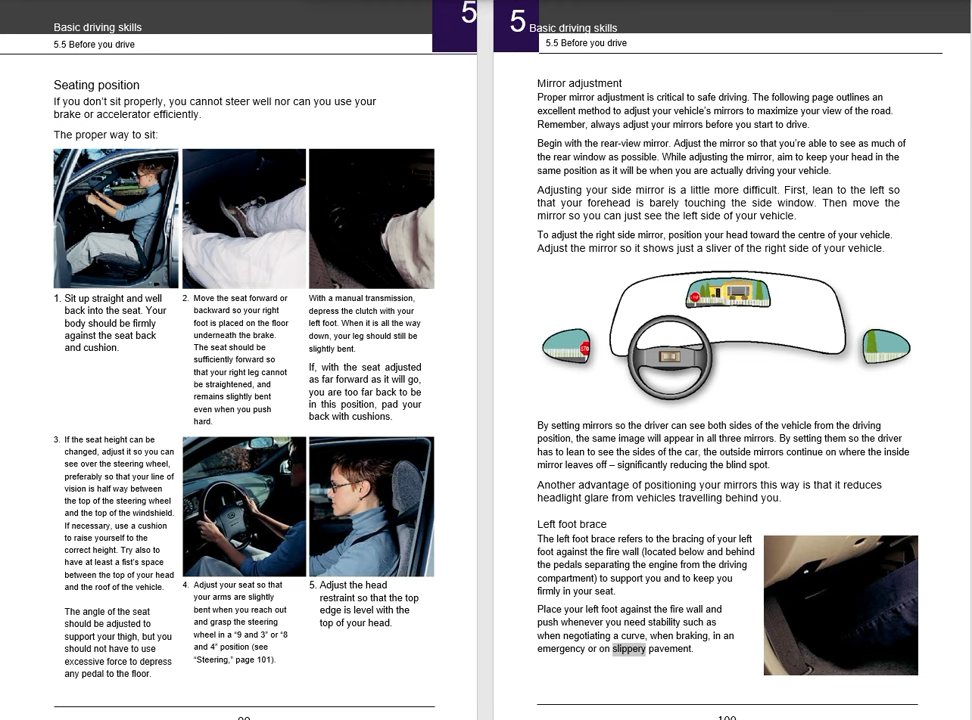 Basic driving skills
5
5.5 Before you drive
Seating position
If you don't sit properly, you cannot steer well nor can you use your
brake or accelerator efficiently.
The proper way to sit:
1. Sit up straight and well
back into the seat. Your
body should be firmly
against the seat back
and cushion.
2. Move the seat forward or
backward so your right
foot is placed on the floor
underneath the brake.
The seat should be
sufficiently forward so
that your right leg cannot
be straightened, and
remains slightly bent
even when you push
hard.
With a manual transmission,
depress the clutch with your
left foot. When it is all the way
down, your leg should still be
slightly bent.
If, with the seat adjusted
as far forward as it will go,
you are too far back to be
in this position, pad your
back with cushions.
3. If the seat height can be
changed, adjust it so you can
see over the steering wheel,
preferably so that your line of
vision is half way between
the top of the steering wheel
and the top of the windshield.
If necessary, use a cushion
to raise yourself to the
correct height. Try also to
have at least a fist's space
between the top of your head
and the roof of the vehicle.
The angle of the seat
should be adjusted to
support your thigh, but you
should not have to use
excessive force to depress
any pedal to the floor.
4. Adjust your seat so that
your arms are slightly
bent when you reach out
and grasp the steering
wheel in a "9 and 3" or "8
and 4" position (see
"Steering," page 101).
5. Adjust the head
restraint so that the top
edge is level with the
top of your head.
99
5 Basic driving skills
5.5 Before you drive
Mirror adjustment
Proper mirror adjustment is critical to safe driving. The following page outlines an
excellent method to adjust your vehicle's mirrors to maximize your view of the road.
Remember, always adjust your mirrors before you start to drive.
Begin with the rear-view mirror. Adjust the mirror so that you're able to see as much of
the rear window as possible. While adjusting the mirror, aim to keep your head in the
same position as it will be when you are actually driving your vehicle.
Adjusting your side mirror is a little more difficult. First, lean to the left so
that your forehead is barely touching the side window. Then move the
mirror so you can just see the left side of your vehicle.
To adjust the right side mirror, position your head toward the centre of your vehicle.
Adjust the mirror so it shows just a sliver of the right side of your vehicle.
By setting mirrors so the driver can see both sides of the vehicle from the driving
position, the same image will appear in all three mirrors. By setting them so the driver
has to lean to see the sides of the car, the outside mirrors continue on where the inside
mirror leaves off – significantly reducing the blind spot.
Another advantage of positioning your mirrors this way is that it reduces
headlight glare from vehicles travelling behind you.
Left foot brace
The left foot brace refers to the bracing of your left
foot against the fire wall (located below and behind
the pedals separating the engine from the driving
compartment) to support you and to keep you
firmly in your seat.
Place your left foot against the fire wall and
push whenever you need stability such as
when negotiating a curve, when braking, in an
emergency or on slippery pavement.
100